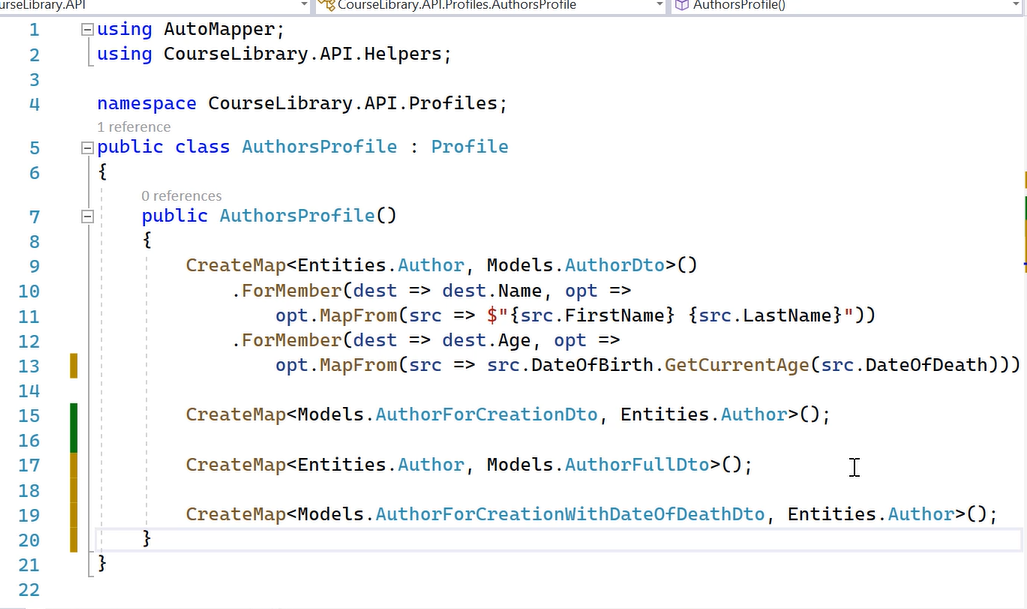 urseLibrary.API CourseLibrary.API.Profiles.AuthorsProfile AuthorsProfile()
1 using AutoMapper;
2 using CourseLibrary.API.Helpers;
3
4 namespace CourseLibrary.API.Profiles;
1 reference
5 public class AuthorsProfile : Profile
6 {
0 references
7 public AuthorsProfile()
8 {
9 CreateMap<Entities.Author, Models.AuthorDto>()
10 .ForMember(dest => dest.Name, opt =>
11 opt.MapFrom(src => $"{src.FirstName} {src.LastName}"))
12 .ForMember(dest => dest.Age, opt =>
13 opt.MapFrom(src => src.DateOfBirth.GetCurrentAge(src.DateOfDeath)))
14
15 CreateMap<Models.AuthorForCreationDto, Entities.Author>();
16
17 CreateMap<Entities.Author, Models.AuthorFullDto>();
18
19 CreateMap<Models.AuthorForCreationWithDateOfDeathDto, Entities.Author>();
20 }
21 }
22